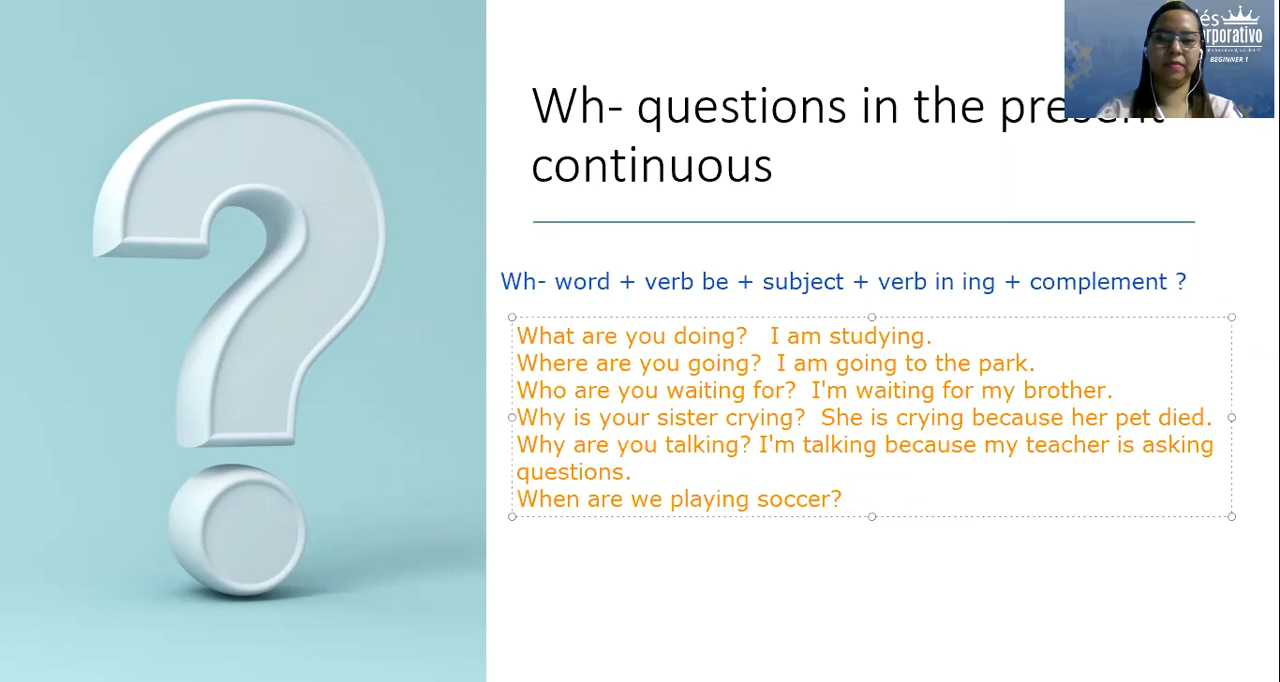 és
rporativo
BEGINNER 1
Wh- questions in the present
continuous
Wh- word + verb be + subject + verb in ing + complement ?
What are you doing?   I am studying.
Where are you going?  I am going to the park.
Who are you waiting for?  I'm waiting for my brother.
Why is your sister crying?  She is crying because her pet died.
Why are you talking? I'm talking because my teacher is asking
questions.
When are we playing soccer?